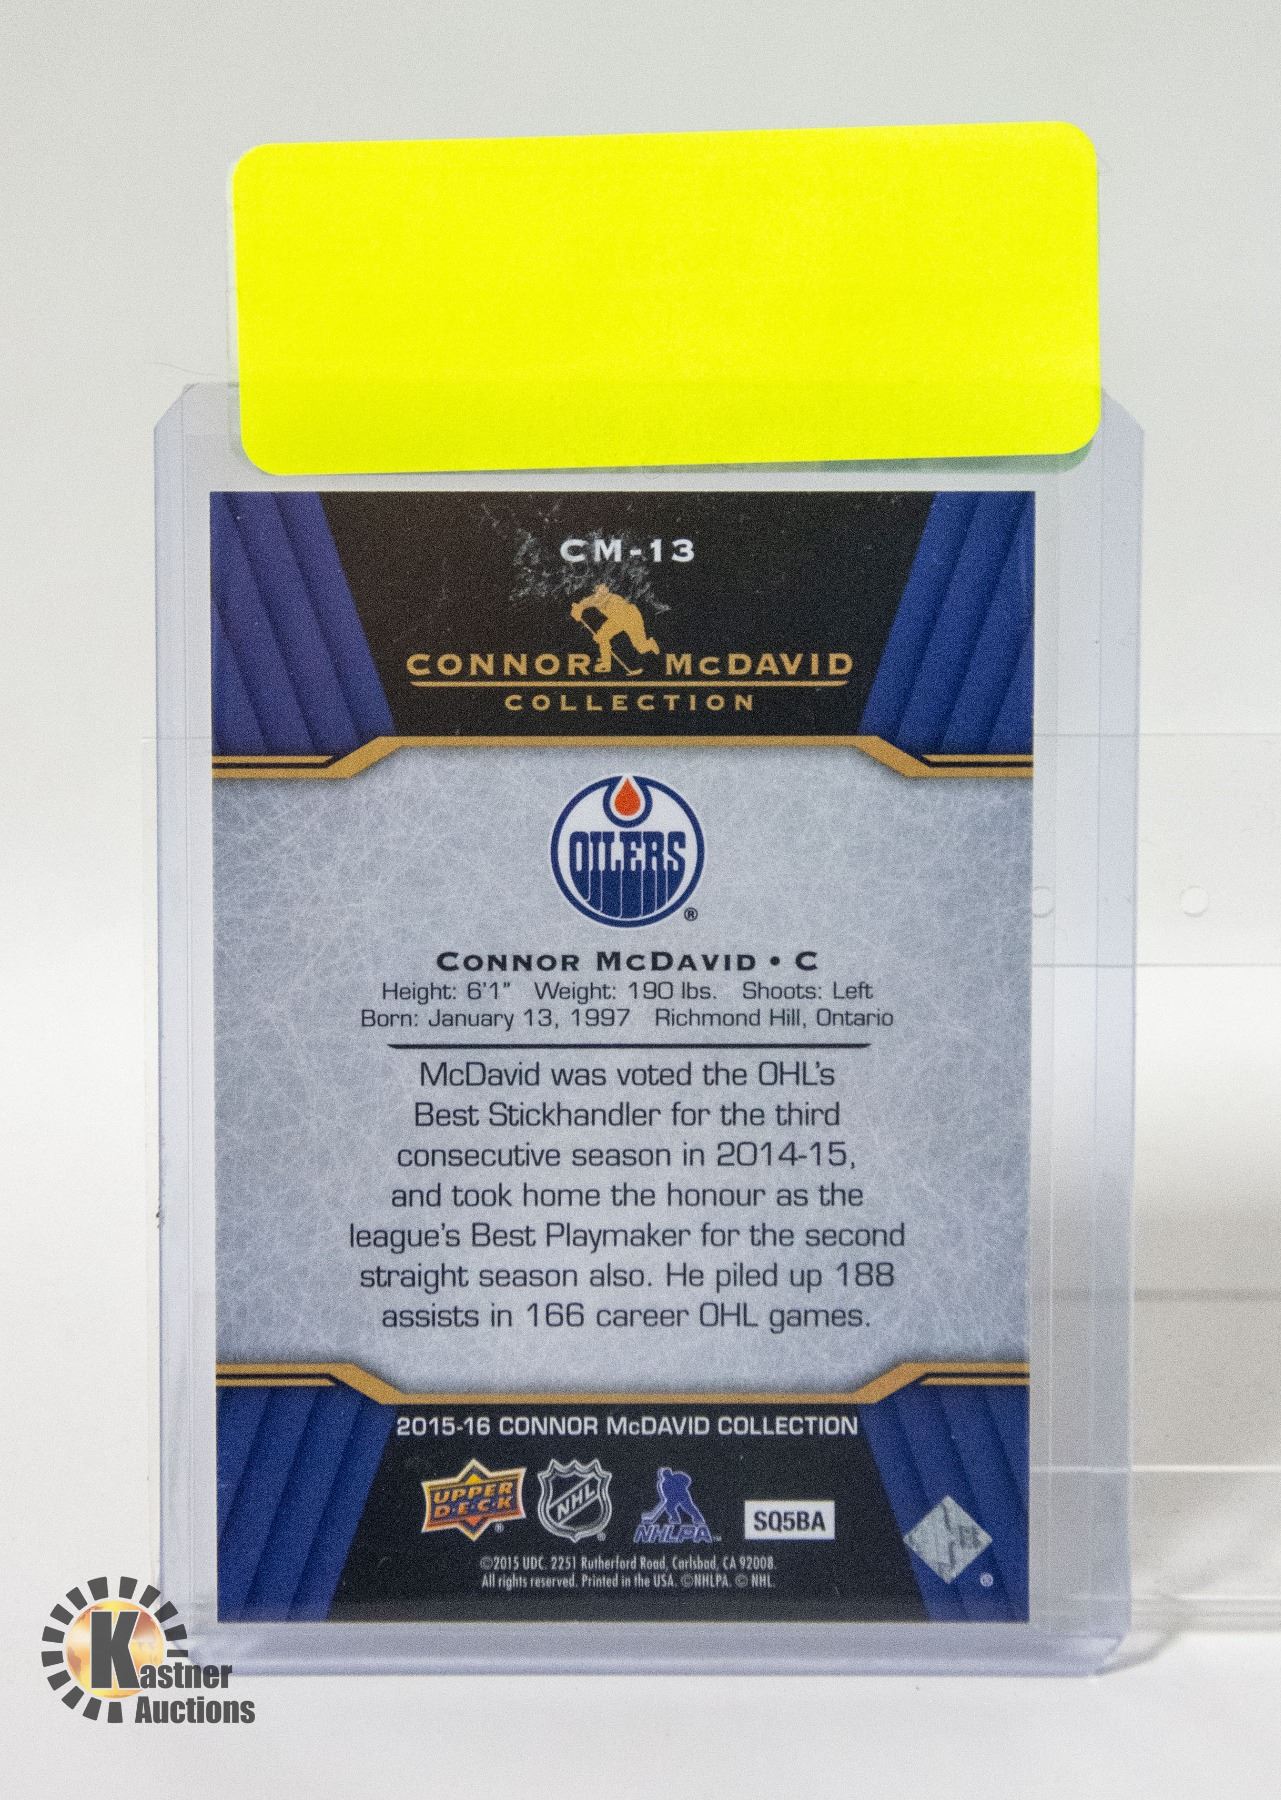 CM-13
CONNOR McDAVID
COLLECTION
OILERS
®
CONNOR McDAVID • C
Height: 6'1" Weight: 190 lbs. Shoots: Left
Born: January 13, 1997 Richmond Hill, Ontario
McDavid was voted the OHL's
Best Stickhandler for the third
consecutive season in 2014-15,
and took home the honour as the
league's Best Playmaker for the second
straight season also. He piled up 188
assists in 166 career OHL games.
2015-16 CONNOR McDAVID COLLECTION
UPPER DECK ® NHL ® NHLPA ™ SQ5BA
©2015 UDC. 2251 Rutherford Road, Carlsbad, CA 92008.
All rights reserved. Printed in the USA. ©NHLPA. © NHL.
®
Kastner
Auctions